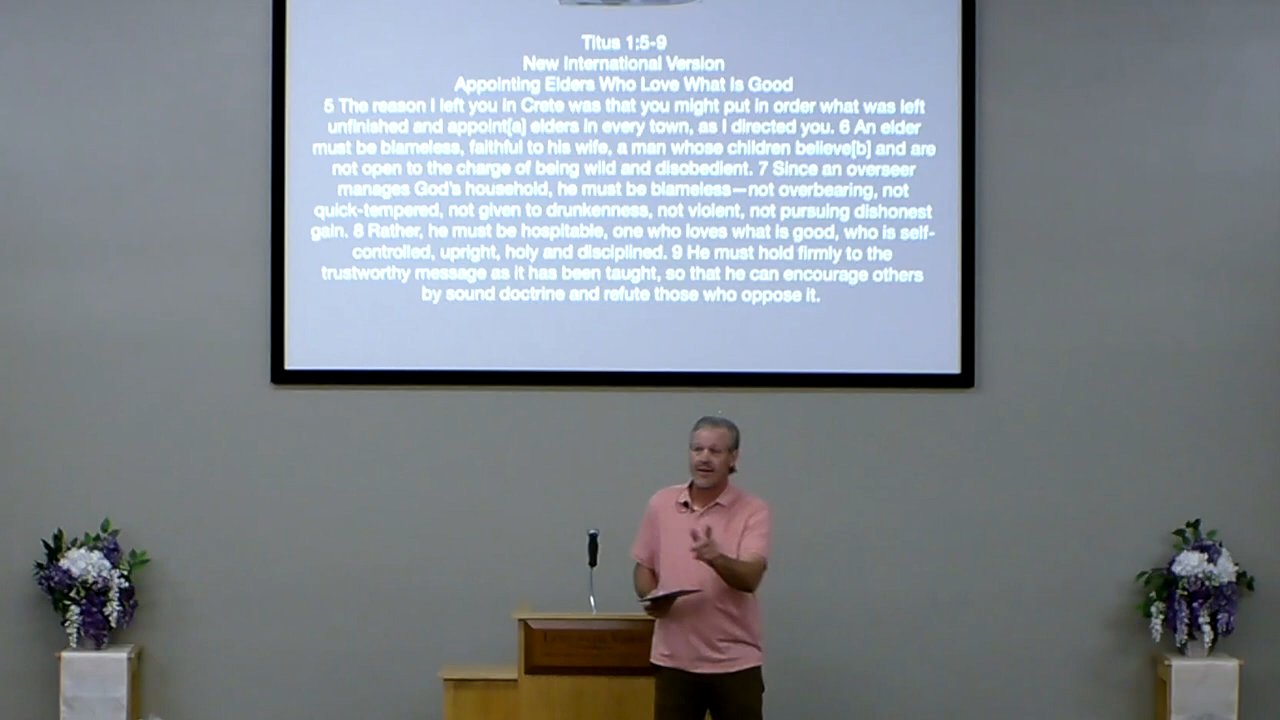 Titus 1:5-9
New International Version
Appointing Elders Who Love What Is Good
5 The reason I left you in Crete was that you might put in order what was left
unfinished and appoint[a] elders in every town, as I directed you. 6 An elder
must be blameless, faithful to his wife, a man whose children believe[b] and are
not open to the charge of being wild and disobedient. 7 Since an overseer
manages God's household, he must be blameless—not overbearing, not
quick-tempered, not given to drunkenness, not violent, not pursuing dishonest
gain. 8 Rather, he must be hospitable, one who loves what is good, who is self-
controlled, upright, holy and disciplined. 9 He must hold firmly to the
trustworthy message as it has been taught, so that he can encourage others
by sound doctrine and refute those who oppose it.